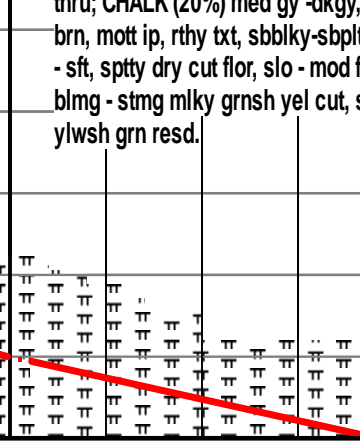 thru; CHALK (20%) med gy -dkgy,
brn, mott ip, rthy txt, sbblky-sbplt
- sft, sptty dry cut flor, slo - mod f
blmg - stmg mlky grnsh yel cut, s
ylwsh grn resd.